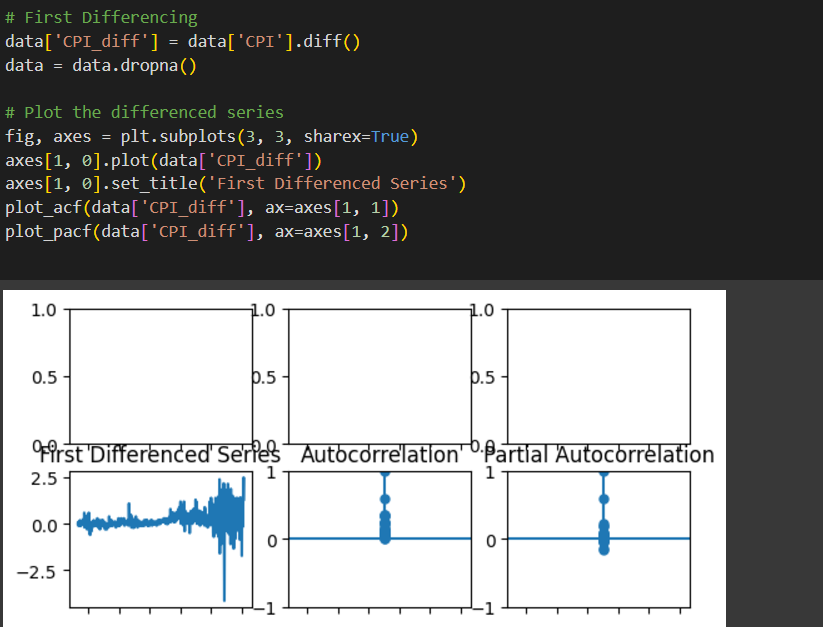 # First Differencing
data['CPI_diff'] = data['CPI'].diff()
data = data.dropna()
# Plot the differenced series
fig, axes = plt.subplots(3, 3, sharex=True)
axes[1, 0].plot(data['CPI_diff'])
axes[1, 0].set_title('First Differenced Series')
plot_acf(data['CPI_diff'], ax=axes[1, 1])
plot_pacf(data['CPI_diff'], ax=axes[1, 2])
1.0 1.0 1.0
0.5 0.5 0.5
0.0 0.0 0.0
First Differenced Series Autocorrelation Partial Autocorrelation
2.5 1 1
0.0 0 0
−2.5
−1 −1